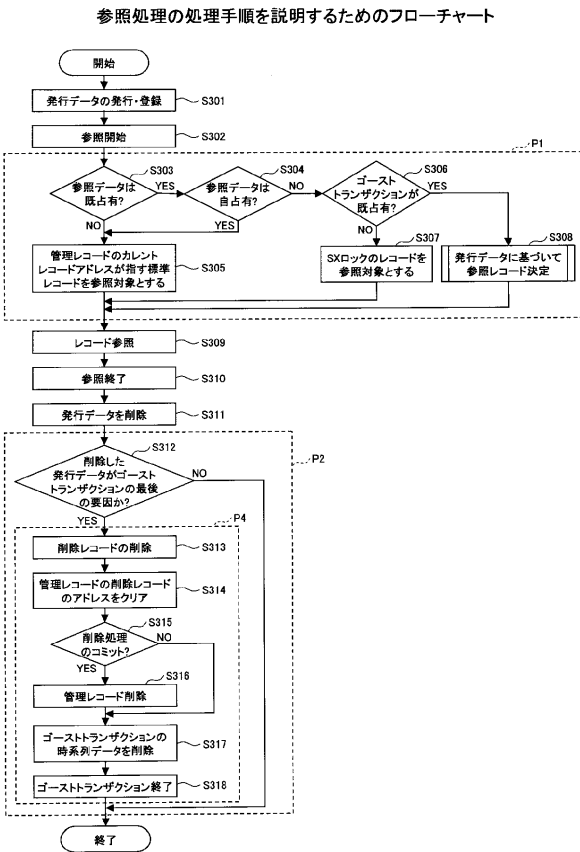 参照処理の処理手順を説明するためのフローチャート
開始
発行データの発行・登録
S301
参照開始
S302
P1
参照データは
既占有?
S303
YES
NO
参照データは
自占有?
S304
NO
YES
ゴースト
トランザクションが
既占有?
S306
YES
NO
管理レコードのカレント
レコードアドレスが指す標準
レコードを参照対象とする
S305
SXロックのレコードを
参照対象とする
S307
発行データに基づいて
参照レコード決定
S308
レコード参照
S309
参照終了
S310
発行データを削除
S311
P2
削除した
発行データがゴースト
トランザクションの最後
の要因か?
S312
NO
YES
P4
削除レコードの削除
S313
管理レコードの削除レコード
のアドレスをクリア
S314
削除処理
のコミット?
S315
NO
YES
管理レコード削除
S316
ゴーストトランザクションの
時系列データを削除
S317
ゴーストトランザクション終了
S318
終了